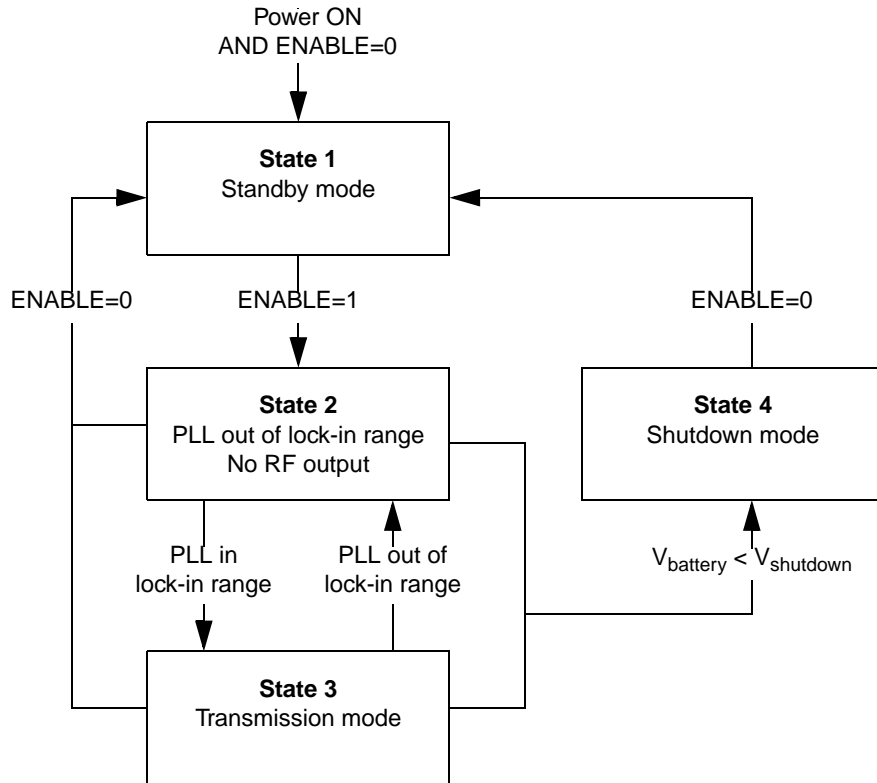 Power ON
AND ENABLE=0
State 1
Standby mode
ENABLE=0
ENABLE=1
ENABLE=0
State 2
PLL out of lock-in range
No RF output
State 4
Shutdown mode
PLL in
lock-in range
PLL out of
lock-in range
Vbattery < Vshutdown
State 3
Transmission mode